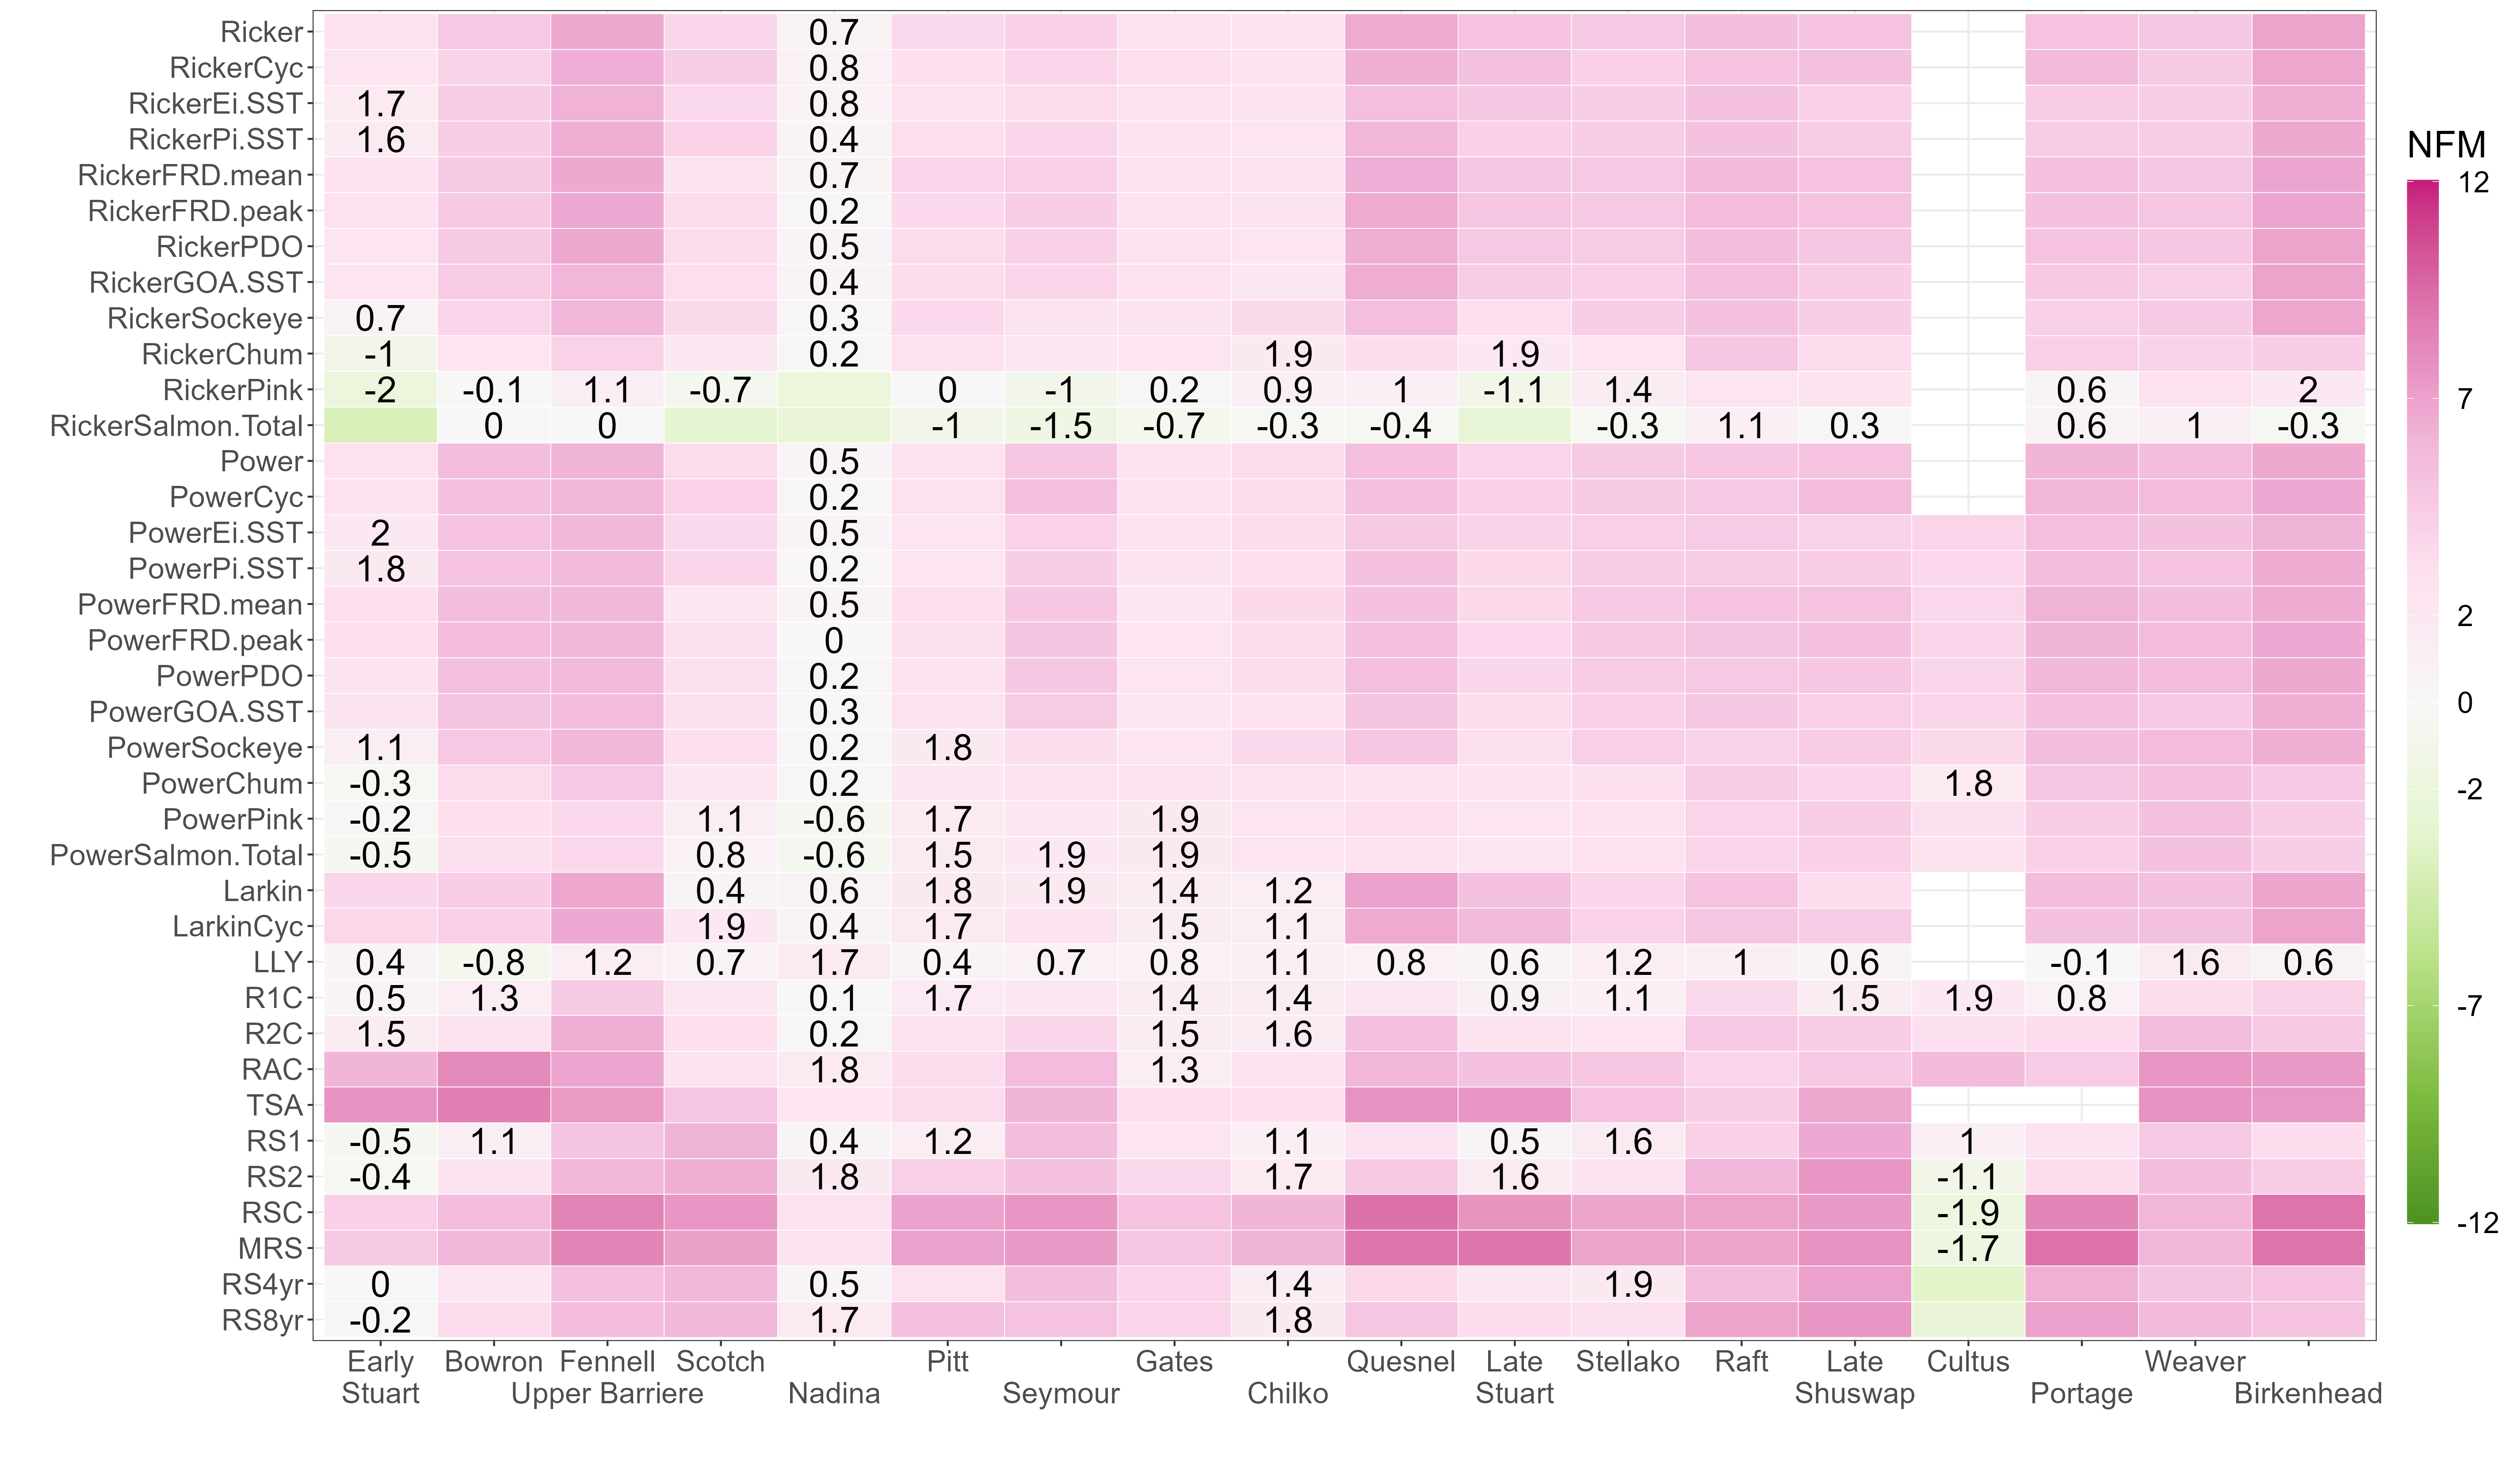 Ricker 0.7
RickerCyc 0.8
RickerEi.SST 1.7 0.8
RickerPi.SST 1.6 0.4
RickerFRD.mean 0.7
RickerFRD.peak 0.2
RickerPDO 0.5
RickerGOA.SST 0.4
RickerSockeye 0.7 0.3
RickerChum -1 0.2 1.9 1.9
RickerPink -2 -0.1 1.1 -0.7 0 -1 0.2 0.9 1 -1.1 1.4 0.6 2
RickerSalmon.Total 0 0 -1 -1.5 -0.7 -0.3 -0.4 -0.3 1.1 0.3 0.6 1 -0.3
Power 0.5
PowerCyc 0.2
PowerEi.SST 2 0.5
PowerPi.SST 1.8 0.2
PowerFRD.mean 0.5
PowerFRD.peak 0
PowerPDO 0.2
PowerGOA.SST 0.3
PowerSockeye 1.1 0.2 1.8
PowerChum -0.3 0.2 1.8
PowerPink -0.2 1.1 -0.6 1.7 1.9
PowerSalmon.Total -0.5 0.8 -0.6 1.5 1.9 1.9
Larkin 0.4 0.6 1.8 1.9 1.4 1.2
LarkinCyc 1.9 0.4 1.7 1.5 1.1
LLY 0.4 -0.8 1.2 0.7 1.7 0.4 0.7 0.8 1.1 0.8 0.6 1.2 1 0.6 -0.1 1.6 0.6
R1C 0.5 1.3 0.1 1.7 1.4 1.4 0.9 1.1 1.5 1.9 0.8
R2C 1.5 0.2 1.5 1.6
RAC 1.8 1.3
TSA
RS1 -0.5 1.1 0.4 1.2 1.1 0.5 1.6 1
RS2 -0.4 1.8 1.7 1.6 -1.1
RSC -1.9
MRS -1.7
RS4yr 0 0.5 1.4 1.9
RS8yr -0.2 1.7 1.8
Early Bowron Fennell Scotch Pitt Gates Quesnel Late Stellako Raft Late Cultus Weaver
Stuart Upper Barriere Nadina Seymour Chilko Stuart Shuswap Portage Birkenhead
NFM
12
7
2
0
-2
-7
-12